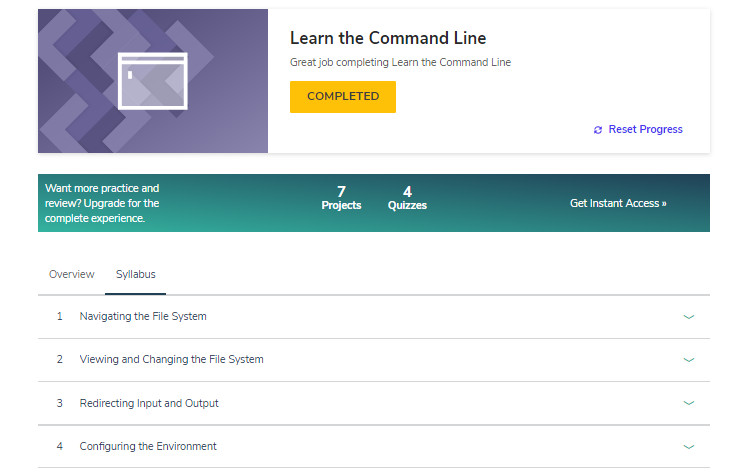 Learn the Command Line
Great job completing Learn the Command Line
COMPLETED
Reset Progress
Want more practice and
review? Upgrade for the
complete experience.
7
Projects
4
Quizzes
Get Instant Access »
Overview
Syllabus
1 Navigating the File System
2 Viewing and Changing the File System
3 Redirecting Input and Output
4 Configuring the Environment